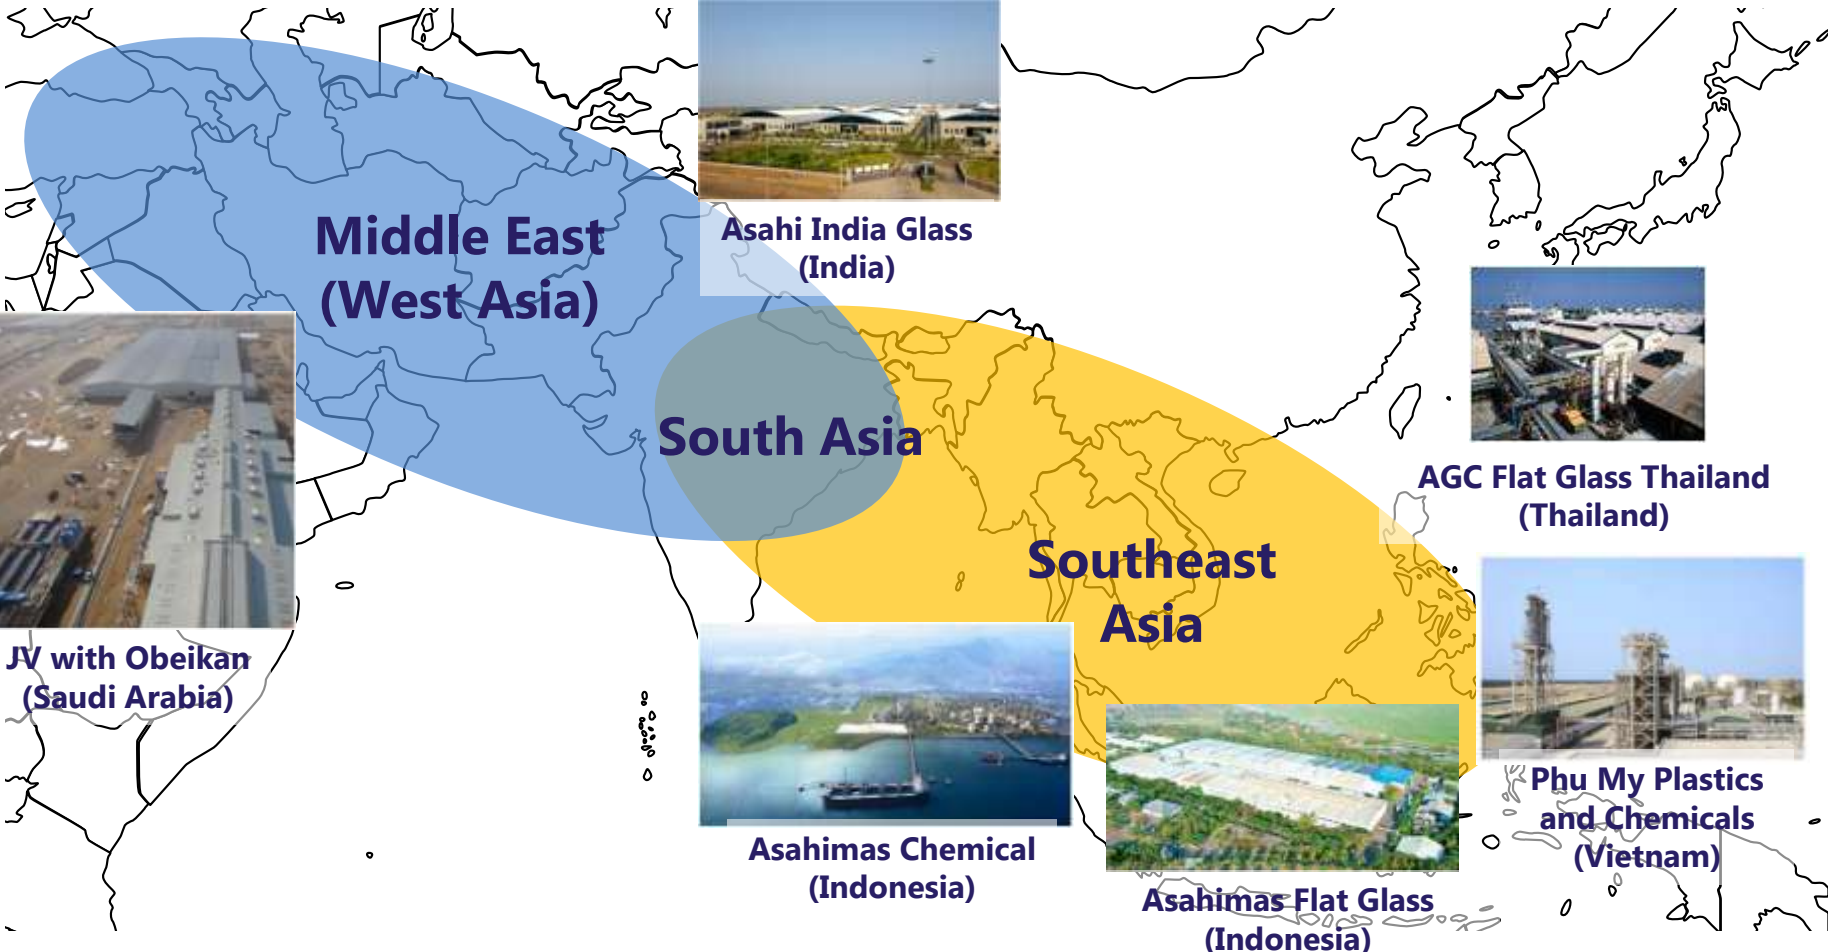 Asahi India Glass
(India)
Middle East
(West Asia)
South Asia
AGC Flat Glass Thailand
(Thailand)
Southeast
Asia
JV with Obeikan
(Saudi Arabia)
Phu My Plastics
and Chemicals
(Vietnam)
Asahimas Chemical
(Indonesia)
Asahimas Flat Glass
(Indonesia)